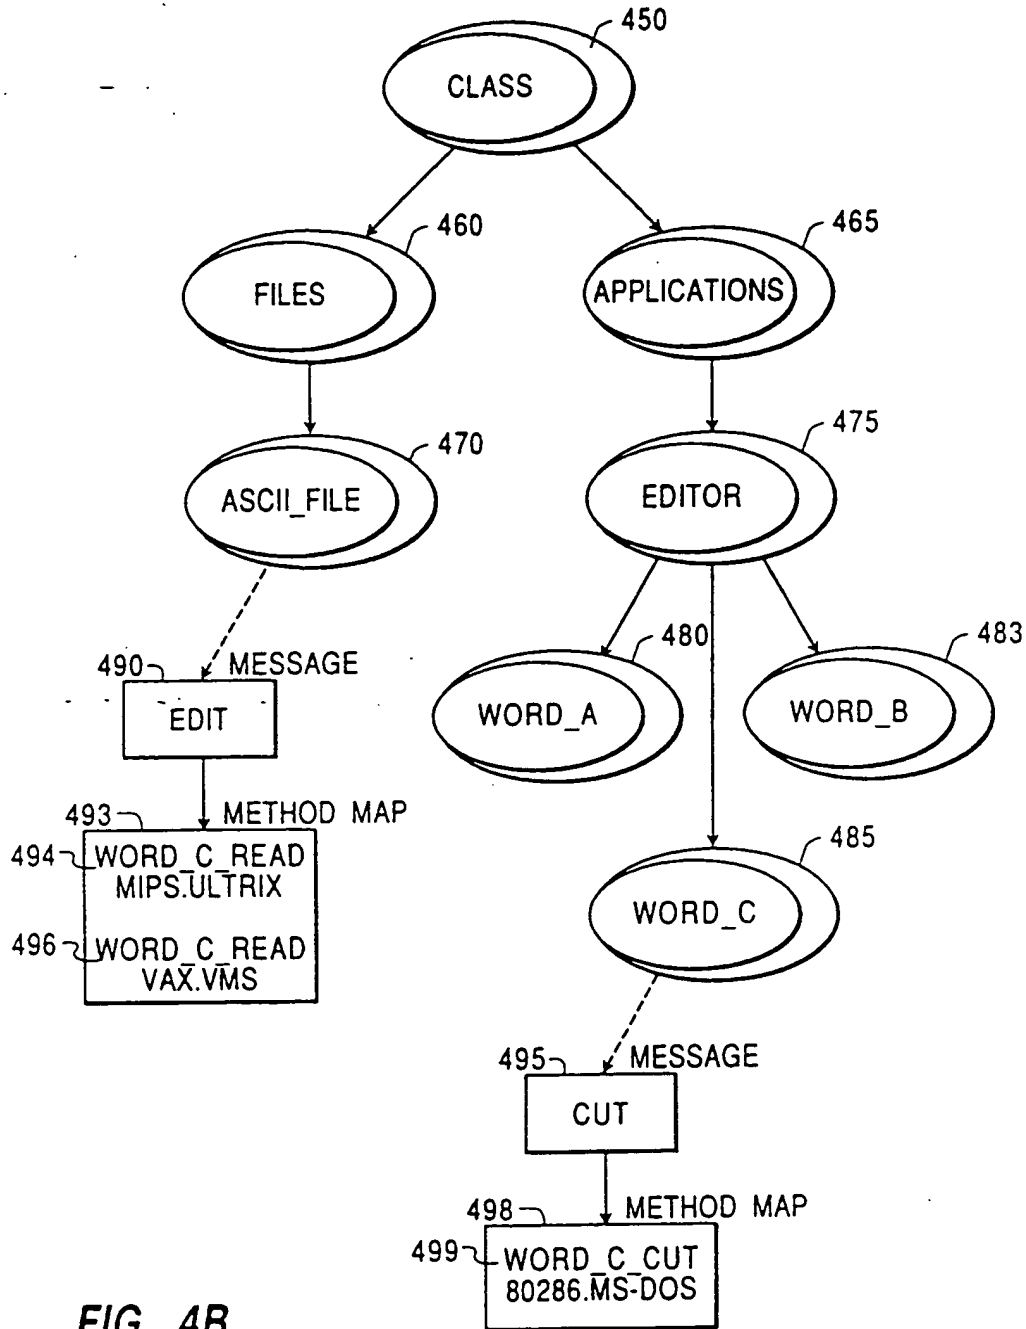 450
CLASS
460
465
FILES
APPLICATIONS
470
475
ASCII_FILE
EDITOR
480
483
490
MESSAGE
WORD_A
WORD_B
EDIT
493
METHOD MAP
494
WORD_C_READ
MIPS.ULTRIX
485
WORD_C
496
WORD_C_READ
VAX.VMS
495
MESSAGE
CUT
498
METHOD MAP
499
WORD_C_CUT
80286.MS-DOS
FIG. 4B